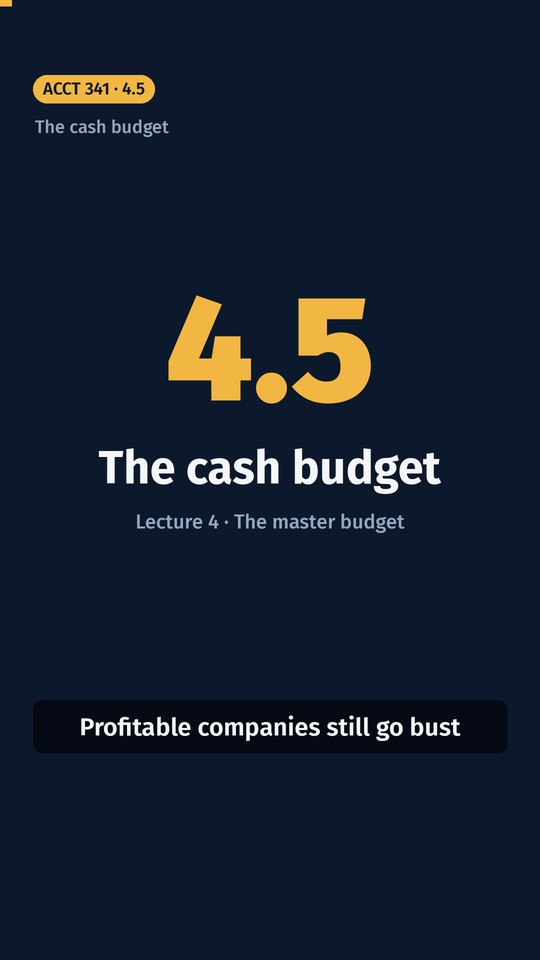 ACCT 341 · 4.5
The cash budget
4.5
The cash budget
Lecture 4 · The master budget
Profitable companies still go bust